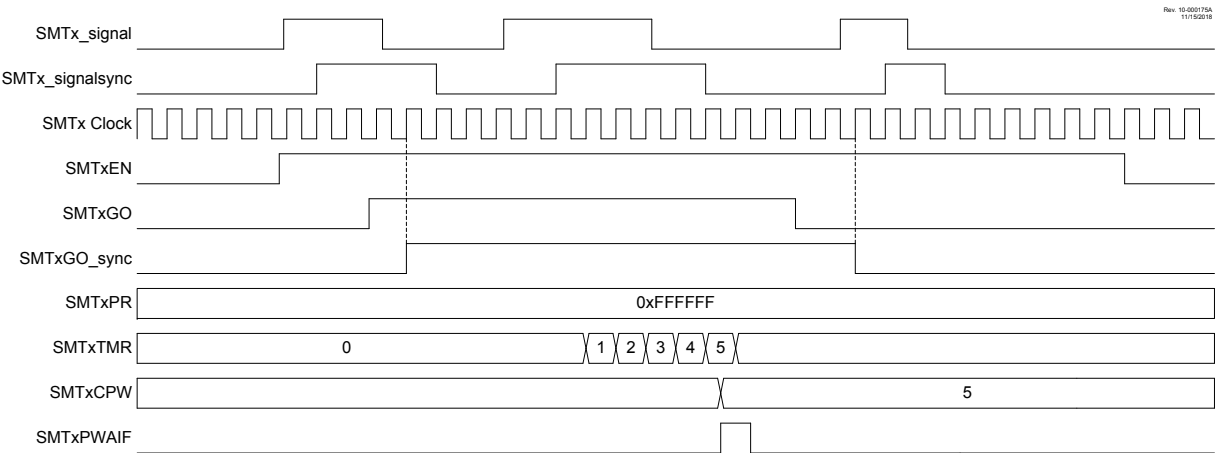 Rev. 10-000175A
11/15/2018
SMTx_signal
SMTx_signalsync
SMTx Clock
SMTxEN
SMTxGO
SMTxGO_sync
SMTxPR
0xFFFFFF
SMTxTMR
0 1 2 3 4 5
SMTxCPW
5
SMTxPWAIF